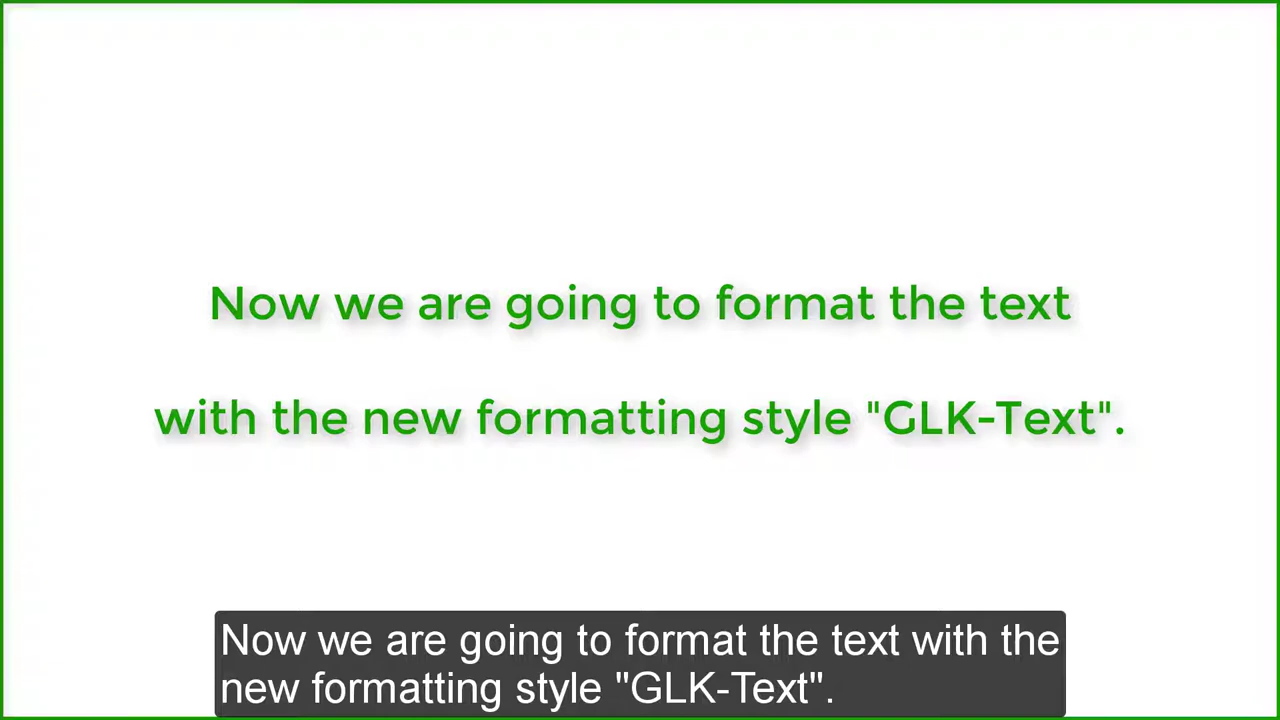 Now we are going to format the text
with the new formatting style "GLK-Text".
Now we are going to format the text with the
new formatting style "GLK-Text".